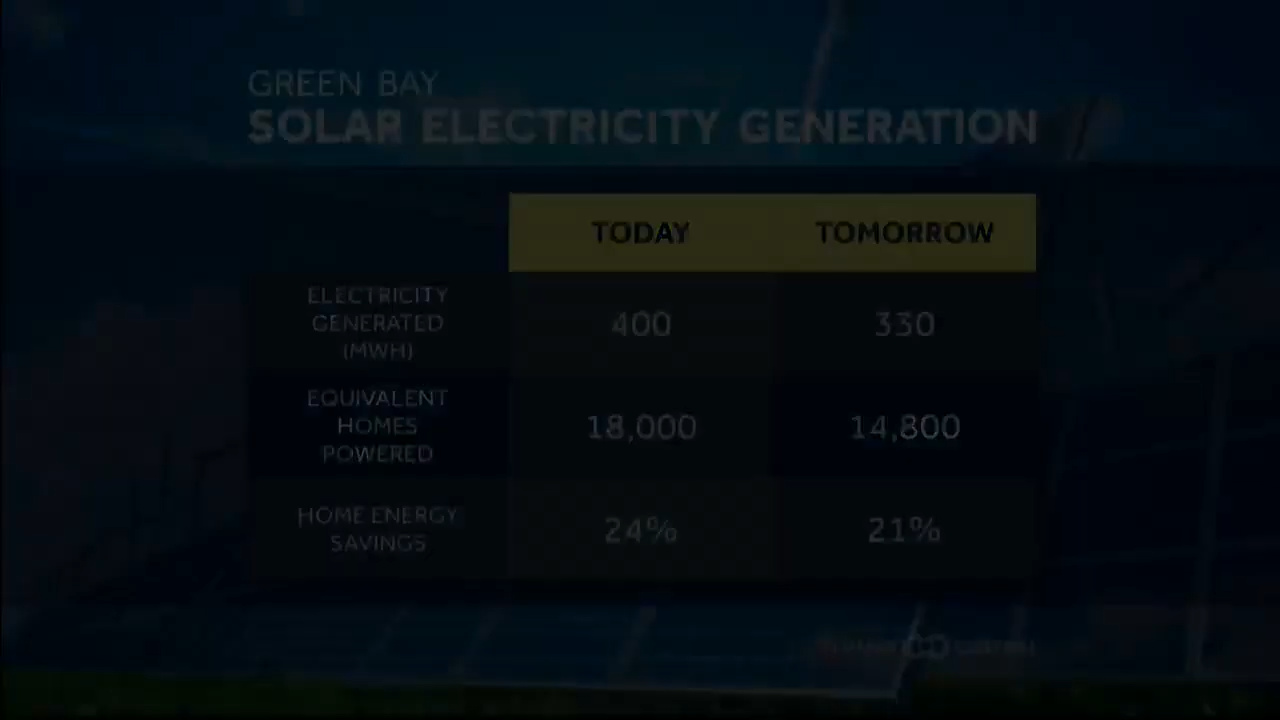 GREEN BAY
SOLAR ELECTRICITY GENERATION
TODAY TOMORROW
ELECTRICITY
GENERATED
(MWH)
400 330
EQUIVALENT
HOMES
POWERED
18,000 14,800
HOME ENERGY
SAVINGS
24% 21%